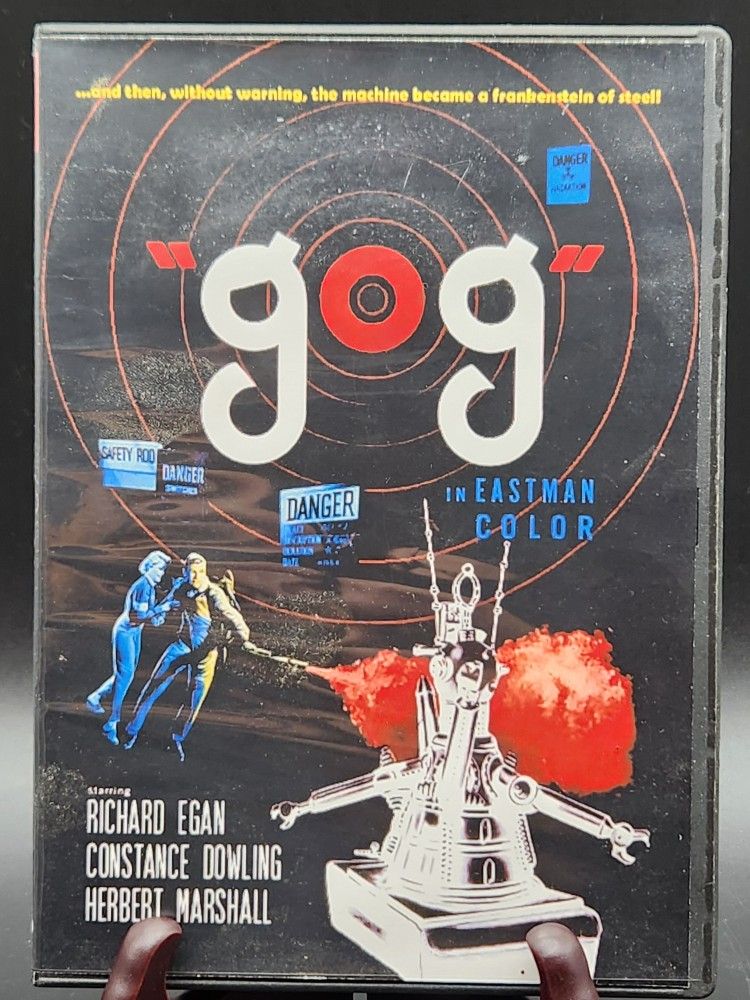 ...and then, without warning, the machine became a frankenstein of steel!
DANGER
RADIATION
"gog"
SAFETY ROD
DANGER
DANGER
IN EASTMAN
COLOR
starring
RICHARD EGAN
CONSTANCE DOWLING
HERBERT MARSHALL